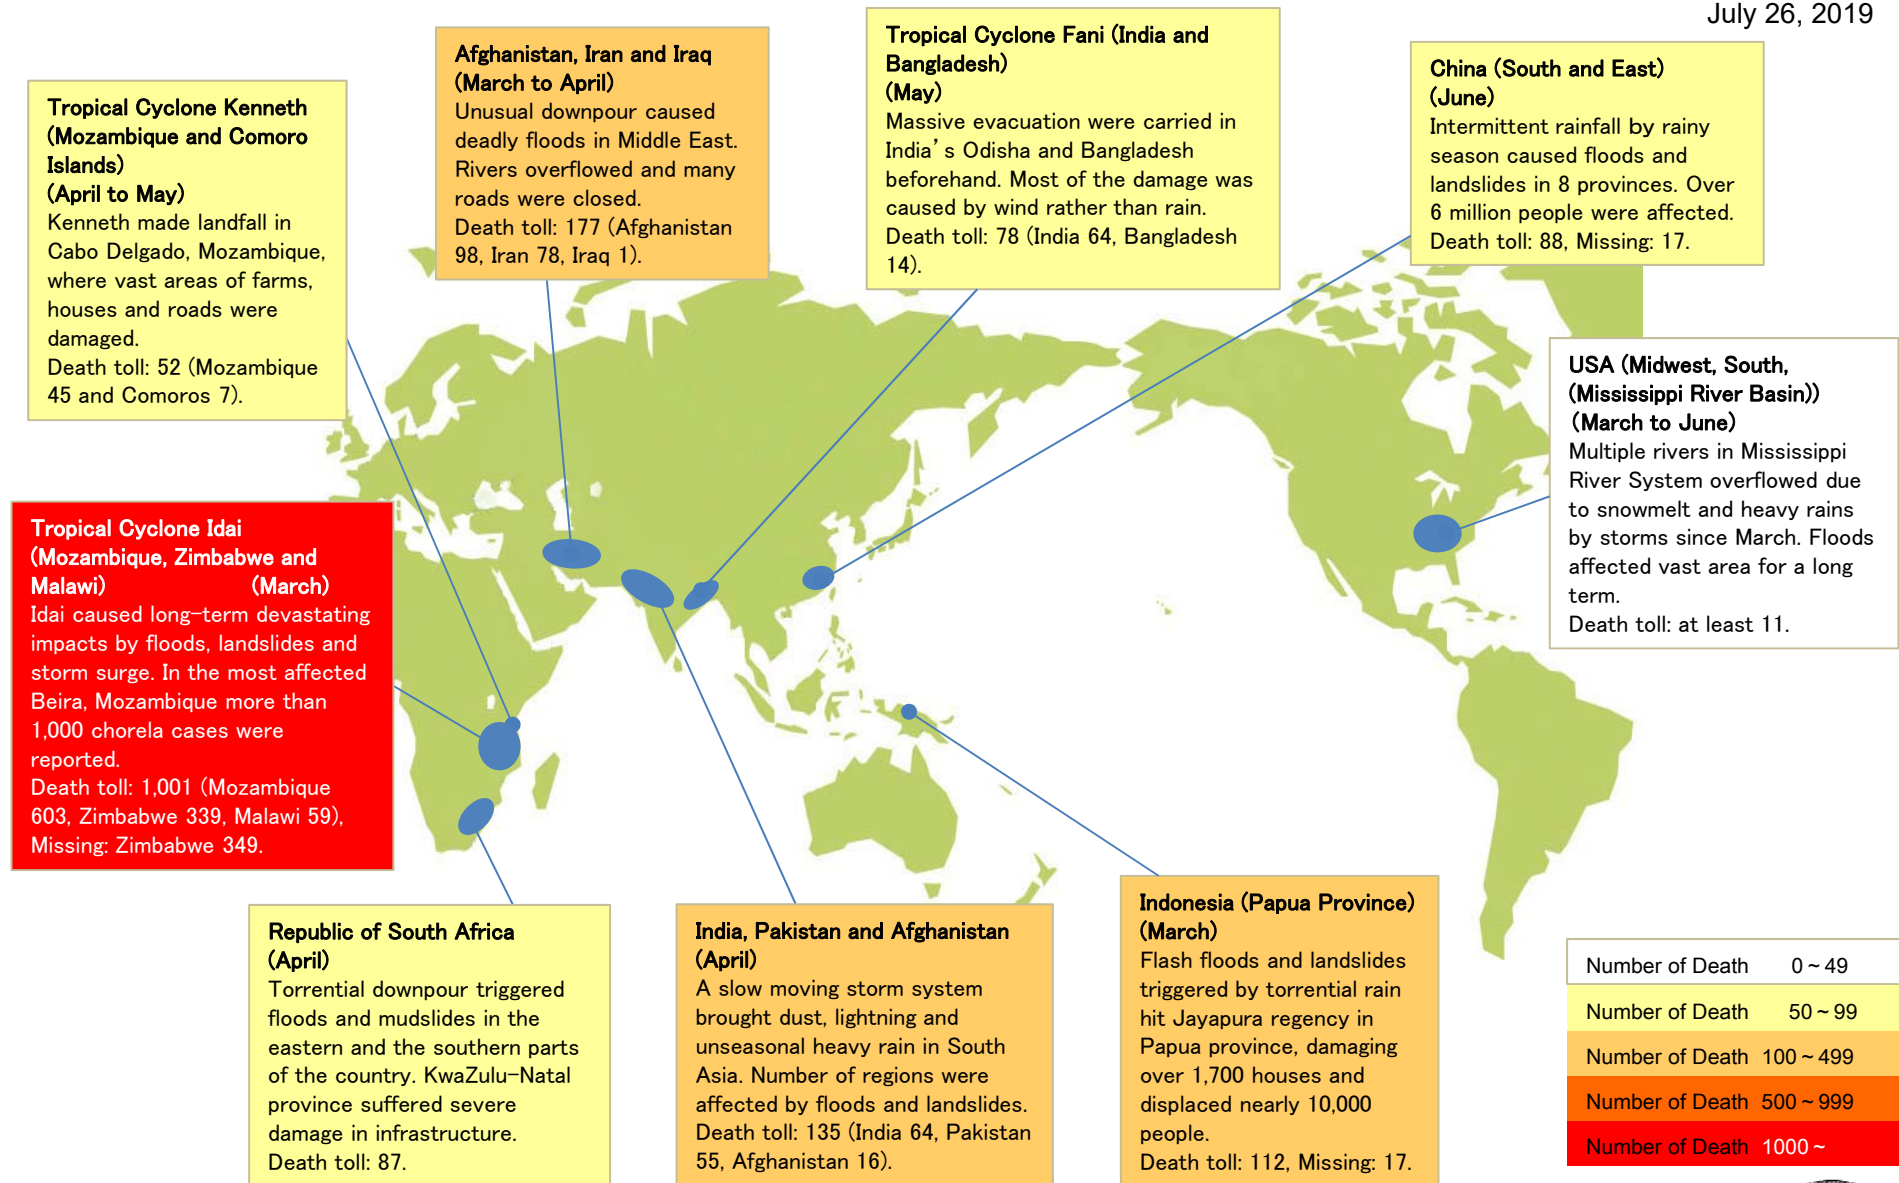 July 26, 2019
Tropical Cyclone Kenneth
(Mozambique and Comoro
Islands)
(April to May)
Kenneth made landfall in
Cabo Delgado, Mozambique,
where vast areas of farms,
houses and roads were
damaged.
Death toll: 52 (Mozambique
45 and Comoros 7).
Afghanistan, Iran and Iraq
(March to April)
Unusual downpour caused
deadly floods in Middle East.
Rivers overflowed and many
roads were closed.
Death toll: 177 (Afghanistan
98, Iran 78, Iraq 1).
Tropical Cyclone Fani (India and
Bangladesh)
(May)
Massive evacuation were carried in
India's Odisha and Bangladesh
beforehand. Most of the damage was
caused by wind rather than rain.
Death toll: 78 (India 64, Bangladesh
14).
China (South and East)
(June)
Intermittent rainfall by rainy
season caused floods and
landslides in 8 provinces. Over
6 million people were affected.
Death toll: 88, Missing: 17.
USA (Midwest, South,
(Mississippi River Basin))
(March to June)
Multiple rivers in Mississippi
River System overflowed due
to snowmelt and heavy rains
by storms since March. Floods
affected vast area for a long
term.
Death toll: at least 11.
Tropical Cyclone Idai
(Mozambique, Zimbabwe and
Malawi) (March)
Idai caused long-term devastating
impacts by floods, landslides and
storm surge. In the most affected
Beira, Mozambique more than
1,000 chorela cases were
reported.
Death toll: 1,001 (Mozambique
603, Zimbabwe 339, Malawi 59),
Missing: Zimbabwe 349.
Republic of South Africa
(April)
Torrential downpour triggered
floods and mudslides in the
eastern and the southern parts
of the country. KwaZulu-Natal
province suffered severe
damage in infrastructure.
Death toll: 87.
India, Pakistan and Afghanistan
(April)
A slow moving storm system
brought dust, lightning and
unseasonal heavy rain in South
Asia. Number of regions were
affected by floods and landslides.
Death toll: 135 (India 64, Pakistan
55, Afghanistan 16).
Indonesia (Papua Province)
(March)
Flash floods and landslides
triggered by torrential rain
hit Jayapura regency in
Papua province, damaging
over 1,700 houses and
displaced nearly 10,000
people.
Death toll: 112, Missing: 17.
Number of Death 0~49
Number of Death 50~99
Number of Death 100~499
Number of Death 500~999
Number of Death 1000~